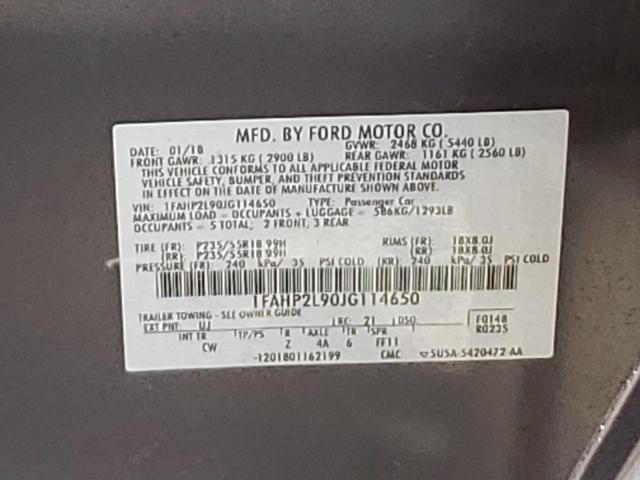 MFD. BY FORD MOTOR CO.
DATE: 01/18 GVWR: 2468 KG ( 5440 LB)
FRONT GAWR: 1315 KG ( 2900 LB) REAR GAWR: 1161 KG ( 2560 LB)
THIS VEHICLE CONFORMS TO ALL APPLICABLE FEDERAL MOTOR
VEHICLE SAFETY, BUMPER, AND THEFT PREVENTION STANDARDS
IN EFFECT ON THE DATE OF MANUFACTURE SHOWN ABOVE.
VIN: 1FAHP2L90JG114650 TYPE: Passenger Car
MAXIMUM LOAD = OCCUPANTS + LUGGAGE = 586KG/1293LB
OCCUPANTS = 5 TOTAL; 2 FRONT, 3 REAR
TIRE (FR): P235/55R18 99H RIMS (FR): 18X8.0J
(RR): P235/55R18 99H (RR): 18X8.0J
PRESSURE (FR): 240 kPa/ 35 PSI COLD (RR): 240 kPa/ 35 PSI COLD
1FAHP2L90JG114650
TRAILER TOWING - SEE OWNER GUIDE
EXT PNT: UJ RC: 21 DSO: F0148
INT TR TP/PS R AXLE TR SPR R0235
CW Z 4A 6 FF11
-1201801162199 CMC 5U5A-5420472-AA